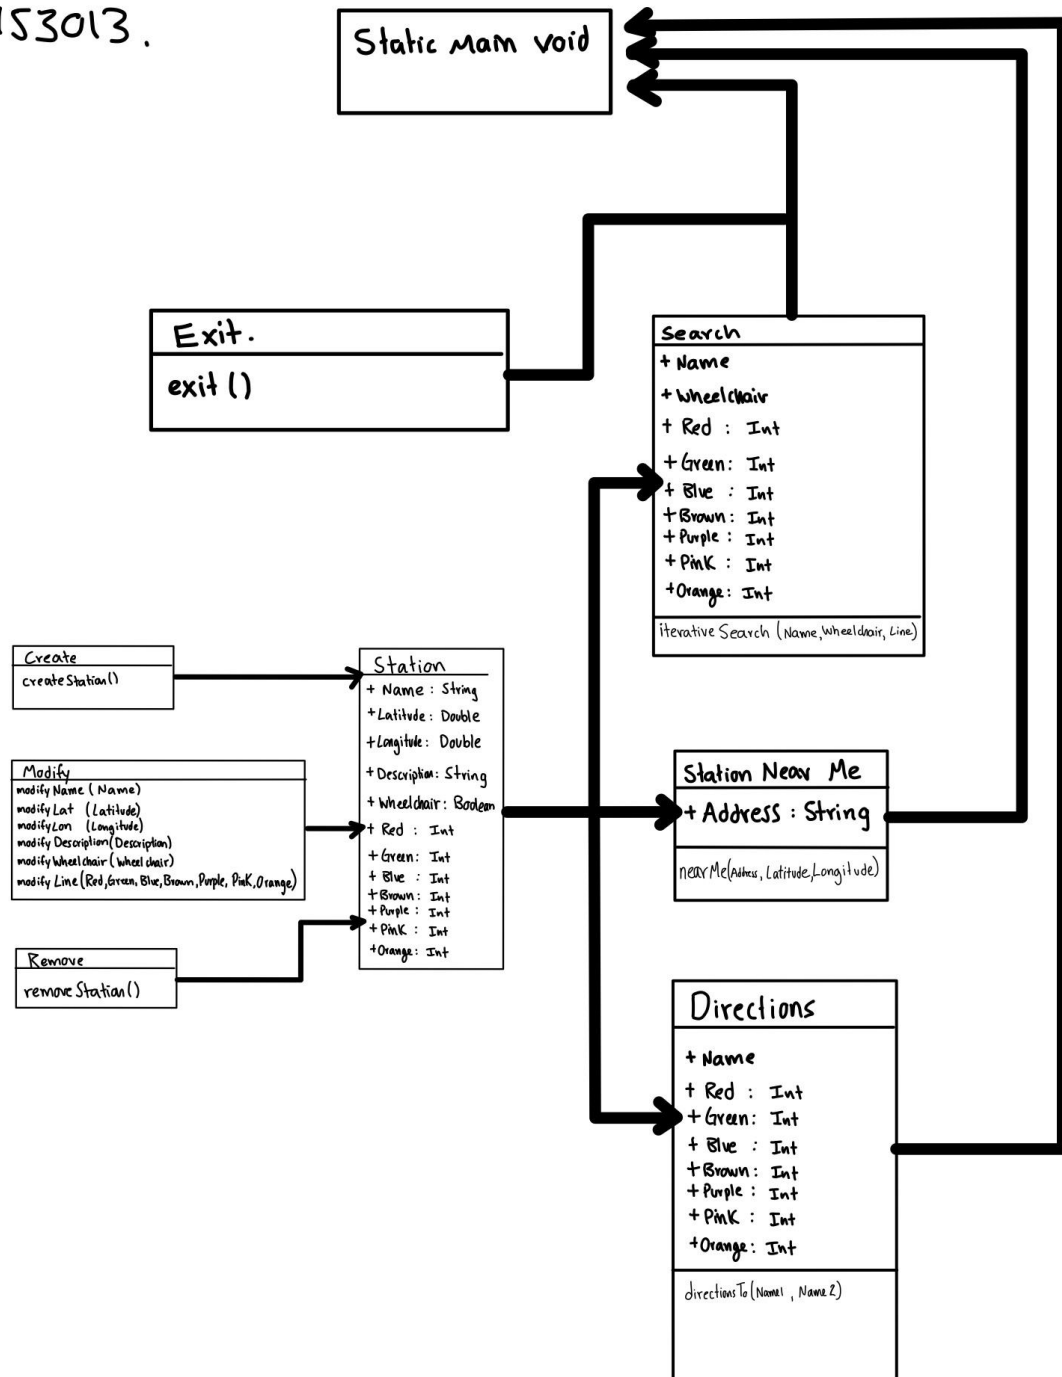 153013.
Static Main void
Exit.
exit()
Search
+ Name
+ Wheelchair
+ Red : Int
+ Green: Int
+ Blue : Int
+ Brown: Int
+ Purple : Int
+ Pink : Int
+ Orange: Int
iterative Search (Name, Wheelchair, Line)
Create
createStation()
Modify
modify Name (Name)
modify Lat (Latitude)
modify Lon (Longitude)
modify Description (Description)
modify Wheelchair (Wheelchair)
modify Line (Red, Green, Blue, Brown, Purple, Pink, Orange)
Remove
remove Station()
Station
+ Name : String
+ Latitude : Double
+ Longitude : Double
+ Description: String
+ Wheelchair: Boolean
+ Red : Int
+ Green: Int
+ Blue : Int
+ Brown: Int
+ Purple : Int
+ Pink : Int
+ Orange: Int
Station Near Me
+ Address : String
near Me (Address, Latitude, Longitude)
Directions
+ Name
+ Red : Int
+ Green: Int
+ Blue : Int
+ Brown: Int
+ Purple : Int
+ Pink : Int
+ Orange: Int
directions To (Name1, Name 2)